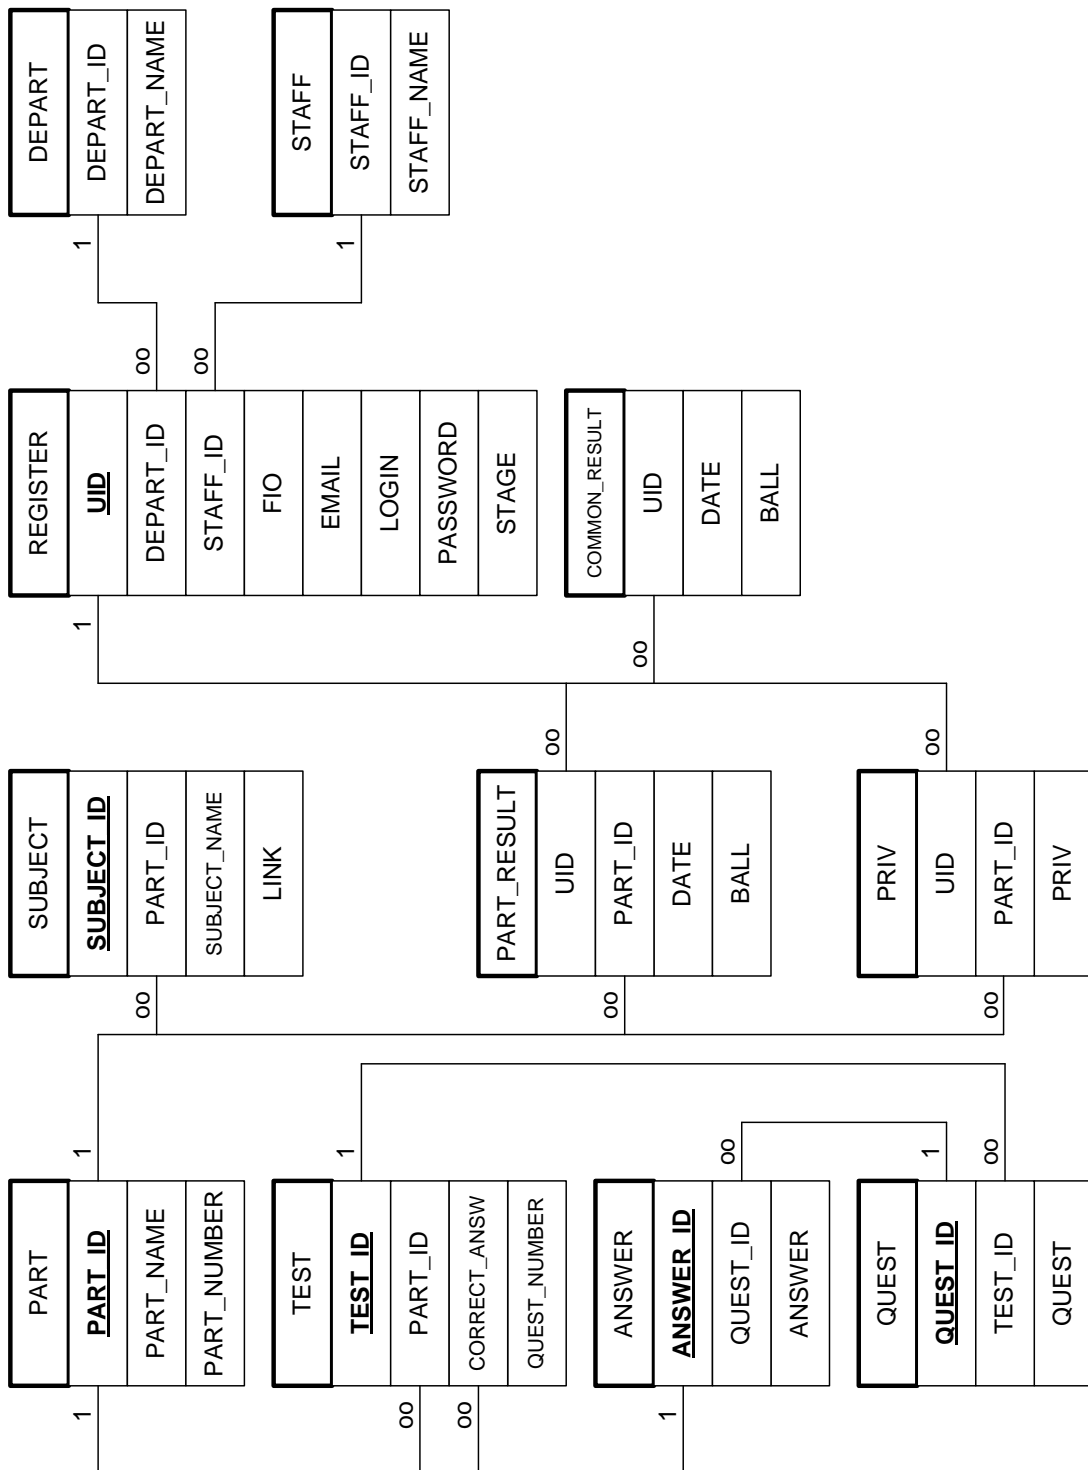 1
oo
oo
1
PART
PART_ID
PART_NAME
PART_NUMBER
TEST
TEST_ID
PART_ID
CORRECT_ANSW
QUEST_NUMBER
ANSWER
ANSWER_ID
QUEST_ID
ANSWER
QUEST
QUEST_ID
TEST_ID
QUEST
1
1
oo
1
oo
oo
oo
oo
SUBJECT
SUBJECT_ID
PART_ID
SUBJECT_NAME
LINK
PART_RESULT
UID
PART_ID
DATE
BALL
PRIV
UID
PART_ID
PRIV
oo
oo
1
oo
REGISTER
UID
DEPART_ID
STAFF_ID
FIO
EMAIL
LOGIN
PASSWORD
STAGE
COMMON_RESULT
UID
DATE
BALL
oo
oo
1
1
DEPART
DEPART_ID
DEPART_NAME
STAFF
STAFF_ID
STAFF_NAME